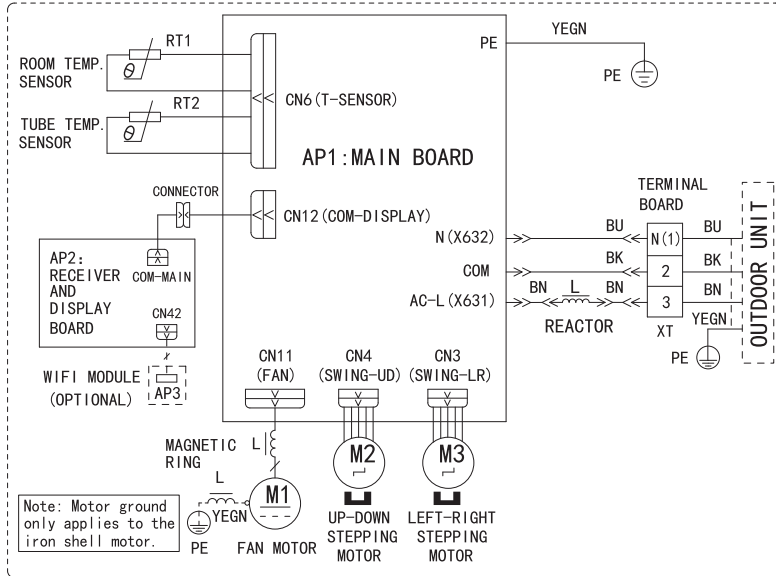 RT1
ROOM TEMP.
SENSOR
θ
RT2
TUBE TEMP.
SENSOR
θ
CN6(T-SENSOR)
AP1:MAIN BOARD
PE
YEGN
PE
CONNECTOR
CN12(COM-DISPLAY)
AP2:
RECEIVER
AND
DISPLAY
BOARD
COM-MAIN
CN42
WIFI MODULE
(OPTIONAL)
AP3
N(X632)
COM
AC-L(X631)
BU
BK
BN
L
BN
REACTOR
TERMINAL
BOARD
N(1)
2
3
XT
BU
BK
BN
YEGN
PE
OUTDOOR UNIT
CN11
(FAN)
CN4
(SWING-UD)
CN3
(SWING-LR)
MAGNETIC
RING
L
L
YEGN
PE
M1
FAN MOTOR
M2
UP-DOWN
STEPPING
MOTOR
M3
LEFT-RIGHT
STEPPING
MOTOR
Note: Motor ground
only applies to the
iron shell motor.